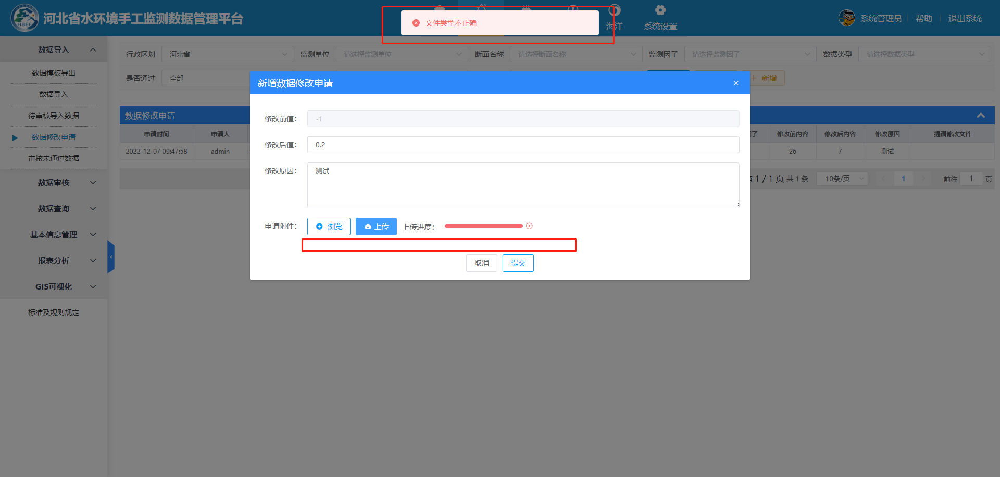 河北省水环境手工监测数据管理平台
HBEE
文件类型不正确
海洋
系统设置
系统管理员
帮助
退出系统
数据导入
数据模板导出
数据导入
待审核导入数据
数据修改申请
审核未通过数据
数据审核
数据查询
基本信息管理
报表分析
GIS可视化
标准及规则规定
行政区划 河北省 监测单位 请选择监测单位 断面名称 请选择断面名称 监测因子 请选择监测因子 数据类型 请选择数据类型
是否通过 全部 新增
数据修改申请
申请时间 申请人 子 修改前内容 修改后内容 修改原因 提请修改文件
2022-12-07 09:47:58 admin 26 7 测试
1 / 1 页 共 1 条 10条/页 1 前往 1 页
新增数据修改申请
修改前值: -1
修改后值: 0.2
修改原因: 测试
申请附件: 浏览 上传 上传进度:
取消 提交